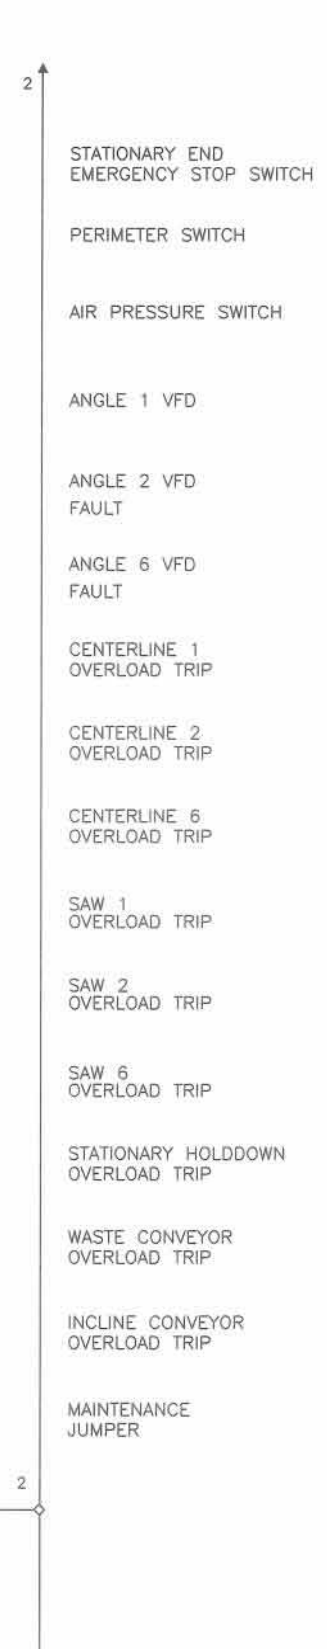 2
STATIONARY END
EMERGENCY STOP SWITCH
PERIMETER SWITCH
AIR PRESSURE SWITCH
ANGLE 1 VFD
ANGLE 2 VFD
FAULT
ANGLE 6 VFD
FAULT
CENTERLINE 1
OVERLOAD TRIP
CENTERLINE 2
OVERLOAD TRIP
CENTERLINE 6
OVERLOAD TRIP
SAW 1
OVERLOAD TRIP
SAW 2
OVERLOAD TRIP
SAW 6
OVERLOAD TRIP
STATIONARY HOLDDOWN
OVERLOAD TRIP
WASTE CONVEYOR
OVERLOAD TRIP
INCLINE CONVEYOR
OVERLOAD TRIP
MAINTENANCE
JUMPER
2